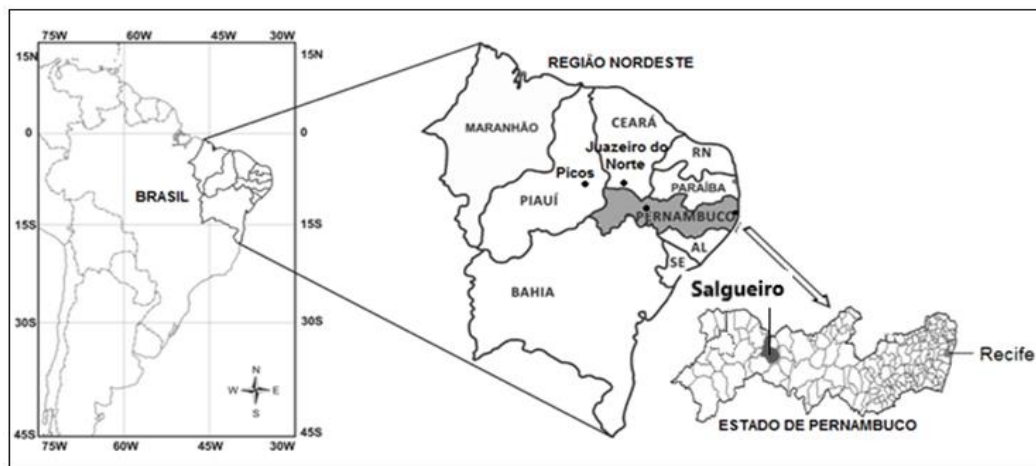 75W 60W 45W 30W
15N 15N
0 0
BRASIL
15S 15S
30S 30S
N
W E
S
45S 45S
75W 60W 45W 30W
REGIÃO NORDESTE
MARANHÃO
CEARÁ
Juazeiro do
Norte
RN
Picos
PARAÍBA
PIAUÍ
PERNAMBUCO
AL
SE
BAHIA
Salgueiro
Recife
ESTADO DE PERNAMBUCO